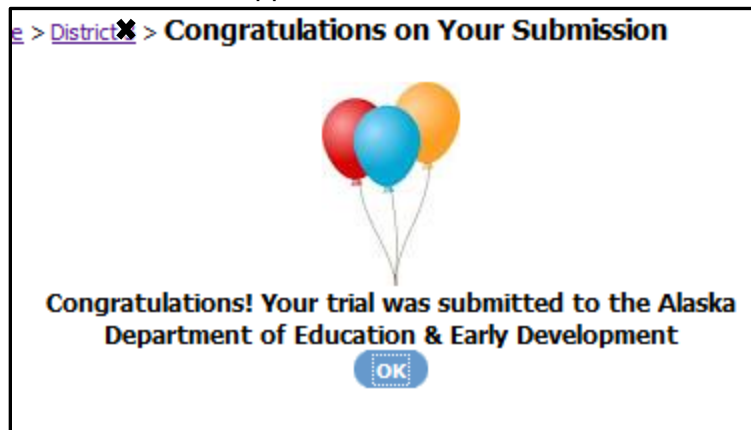 e > District > Congratulations on Your Submission
Congratulations! Your trial was submitted to the Alaska
Department of Education & Early Development
OK